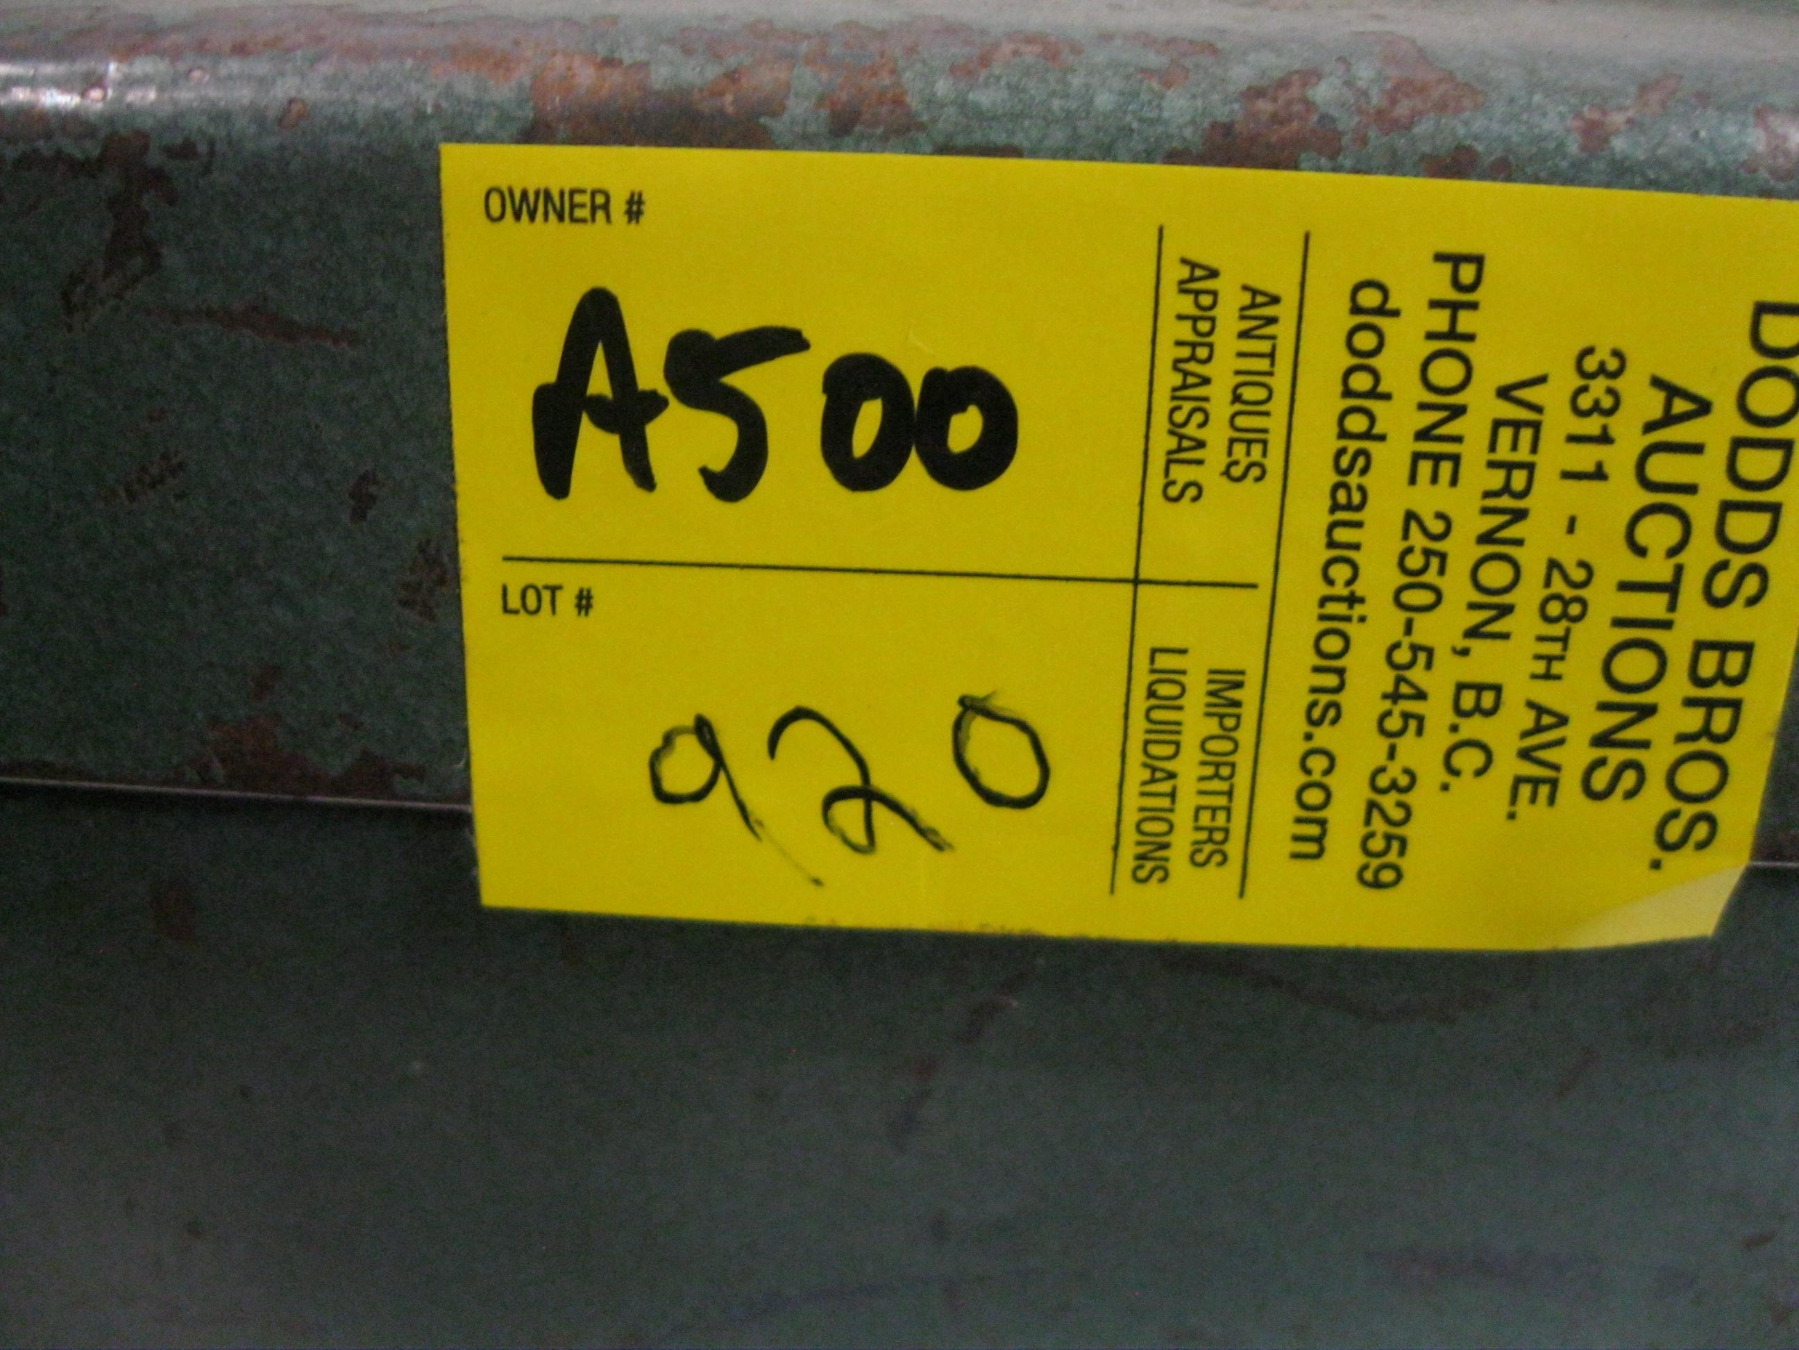 OWNER #
A500
LOT #
920
ANTIQUES
APPRAISALS
IMPORTERS
LIQUIDATIONS
DODDS BROS.
AUCTIONS
3311 - 28TH AVE.
VERNON, B.C.
PHONE 250-545-3259
doddsauctions.com